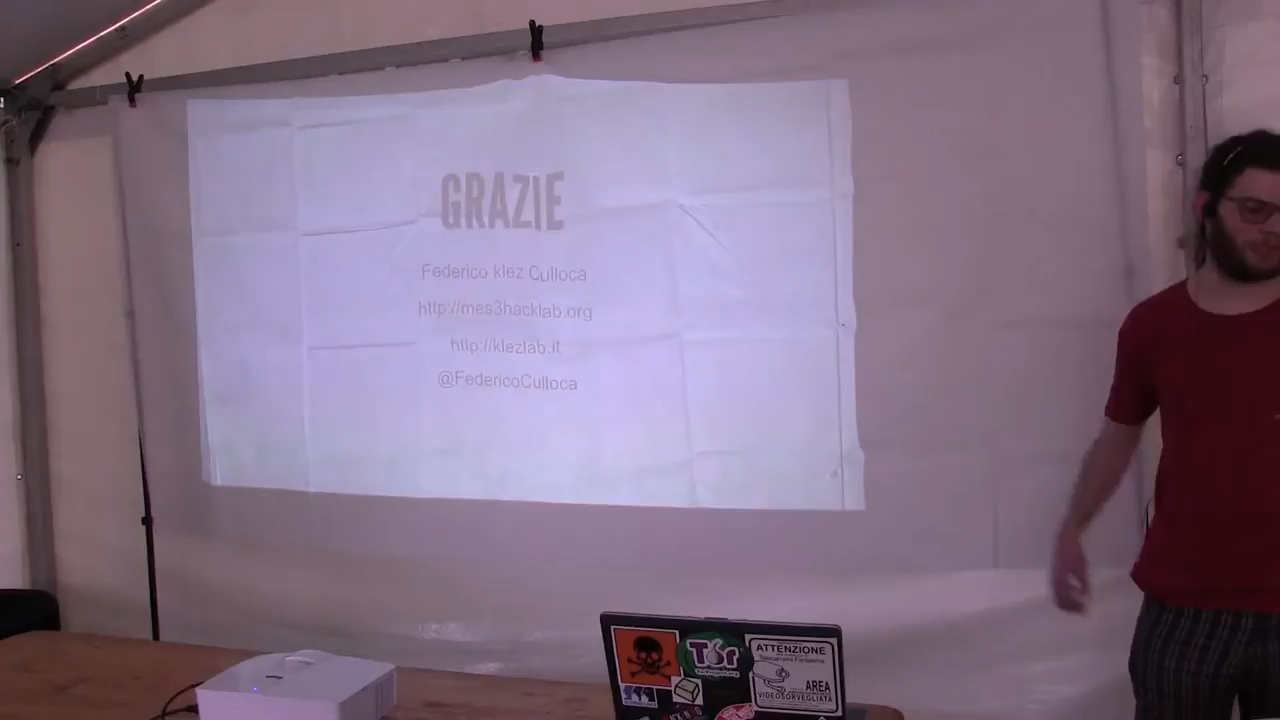 GRAZIE
Federico klez Culloca
http://mes3hacklab.org
http://klezlab.it
@FedericoCulloca
Tor
ATTENZIONE
AREA
VIDEOSORVEGLIATA